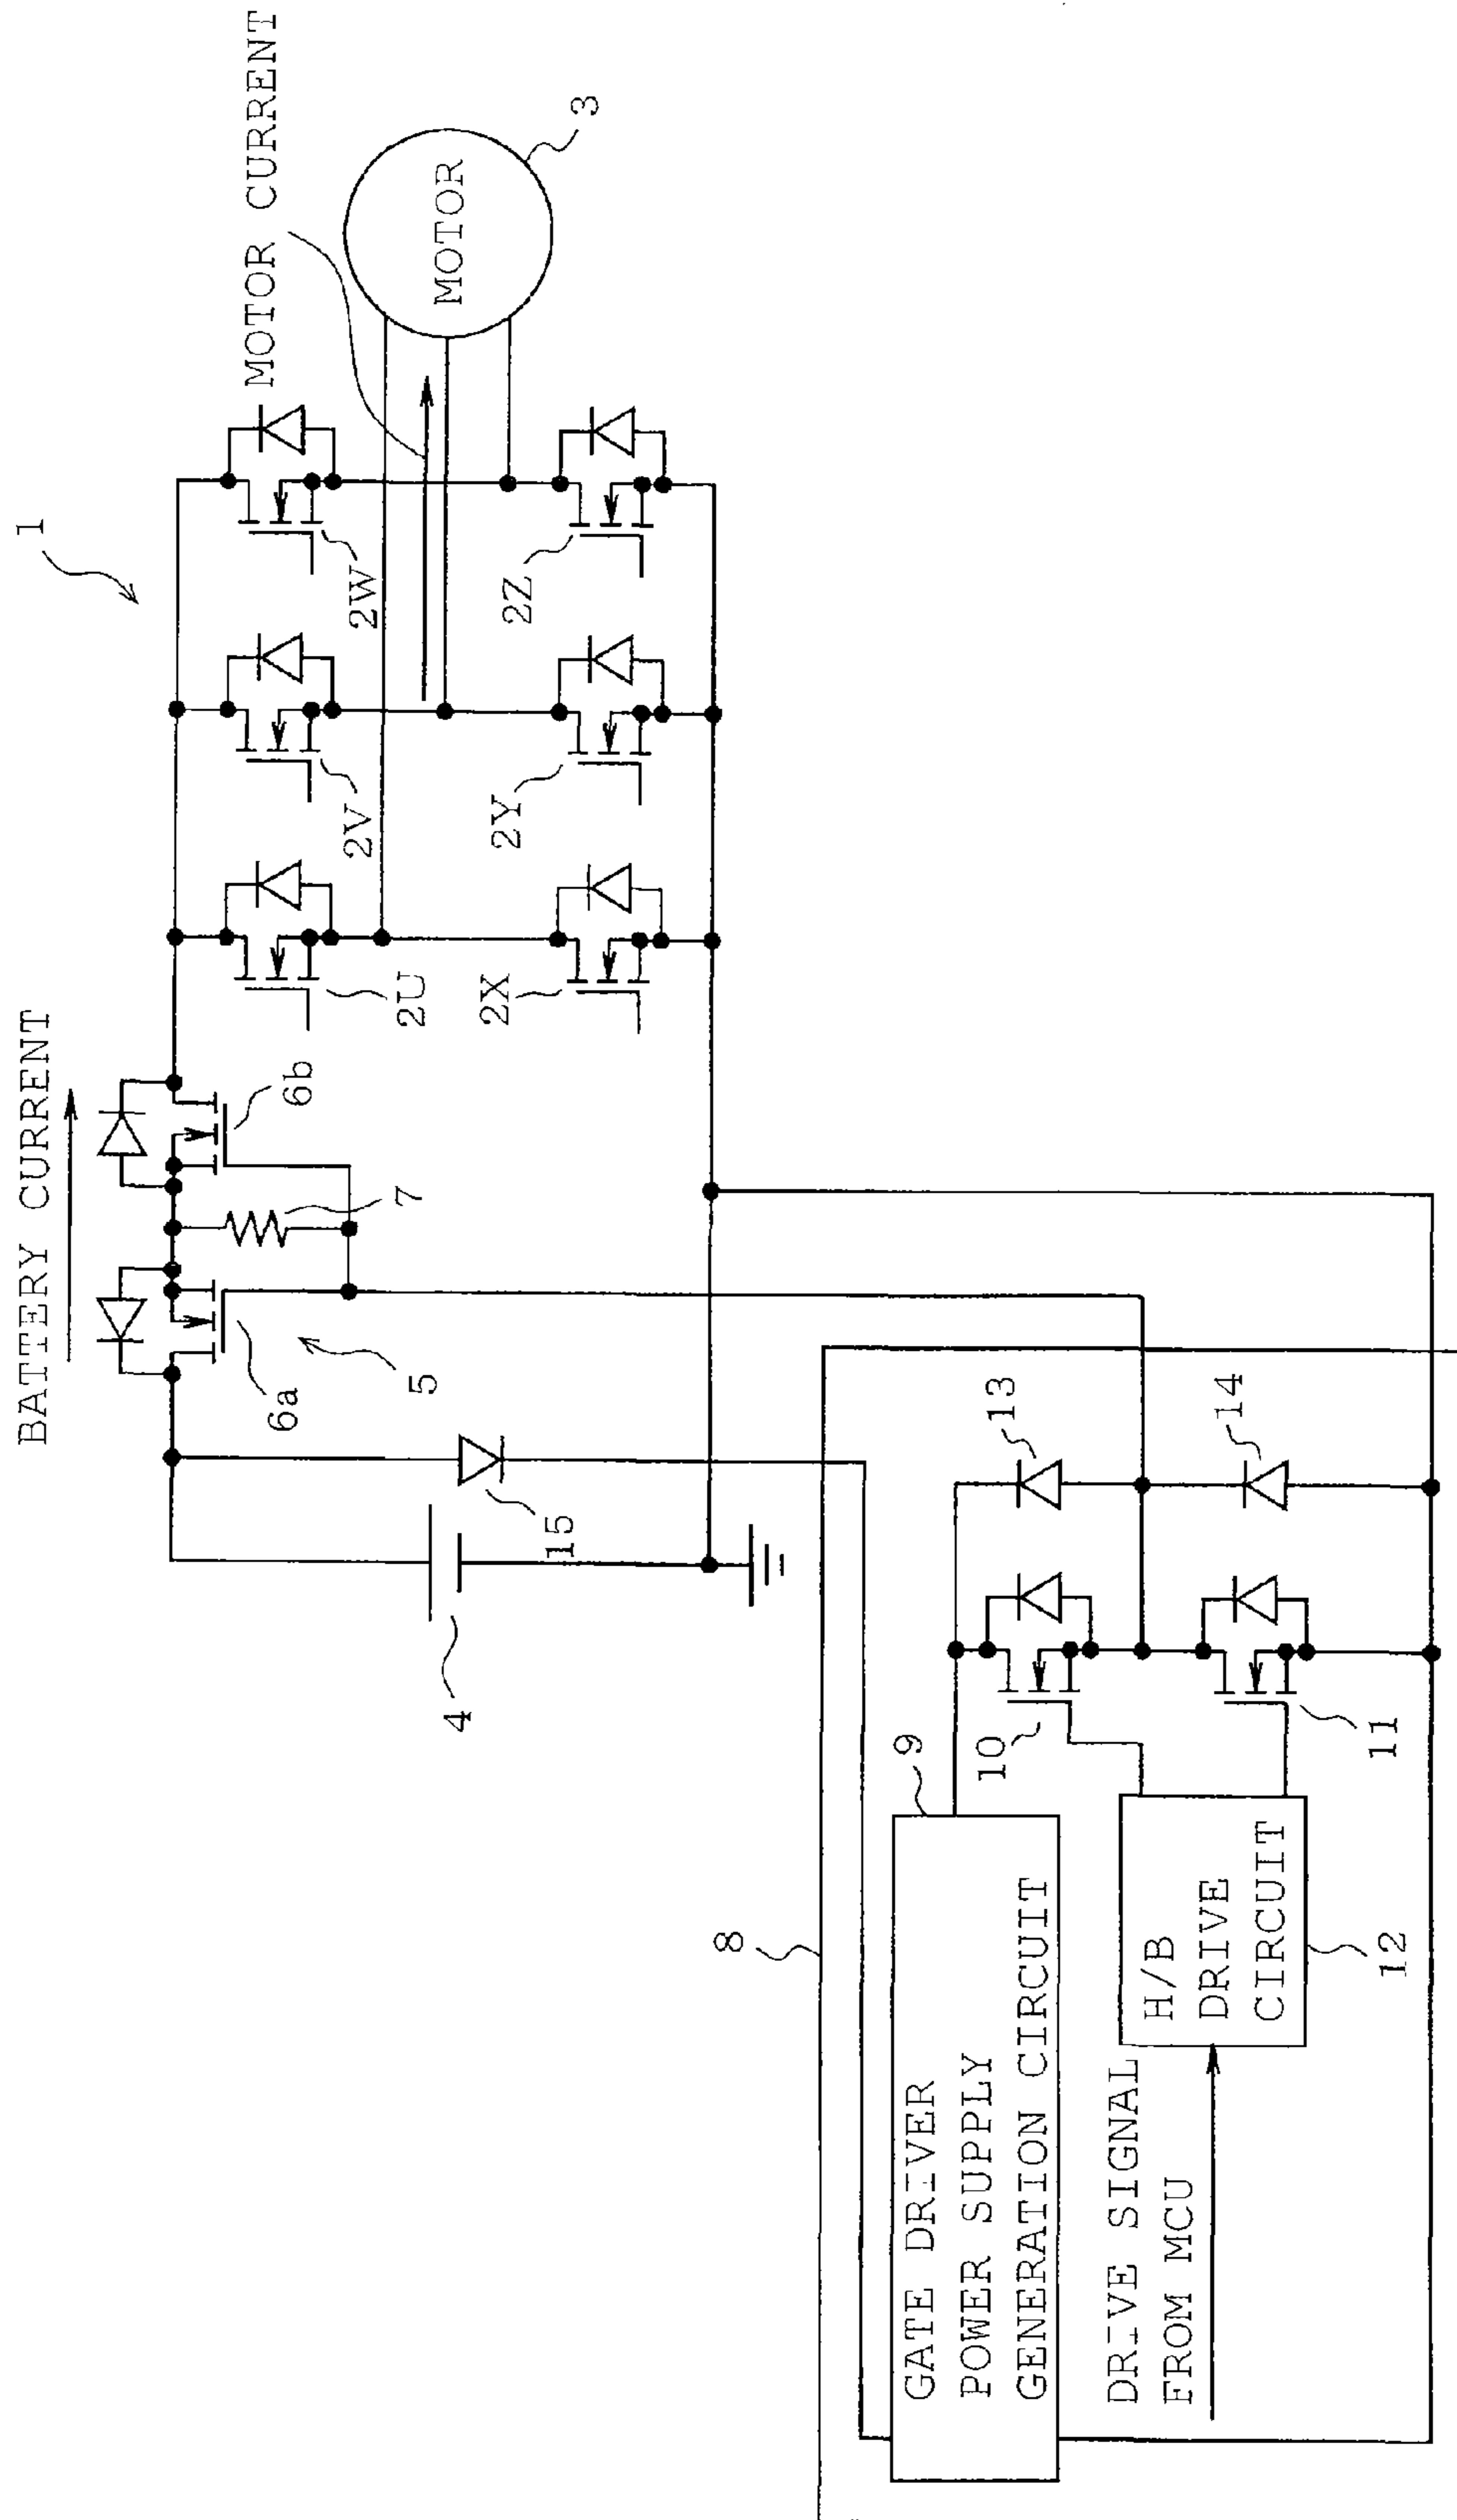 BATTERY CURRENT
MOTOR CURRENT
1
6a
6b
5
7
2U
2V
2W
2X
2Y
2Z
MOTOR
3
4
15
8
9
GATE DRIVER
POWER SUPPLY
GENERATION CIRCUIT
10
13
DRIVE SIGNAL
FROM MCU
H/B
DRIVE
CIRCUIT
12
11
14